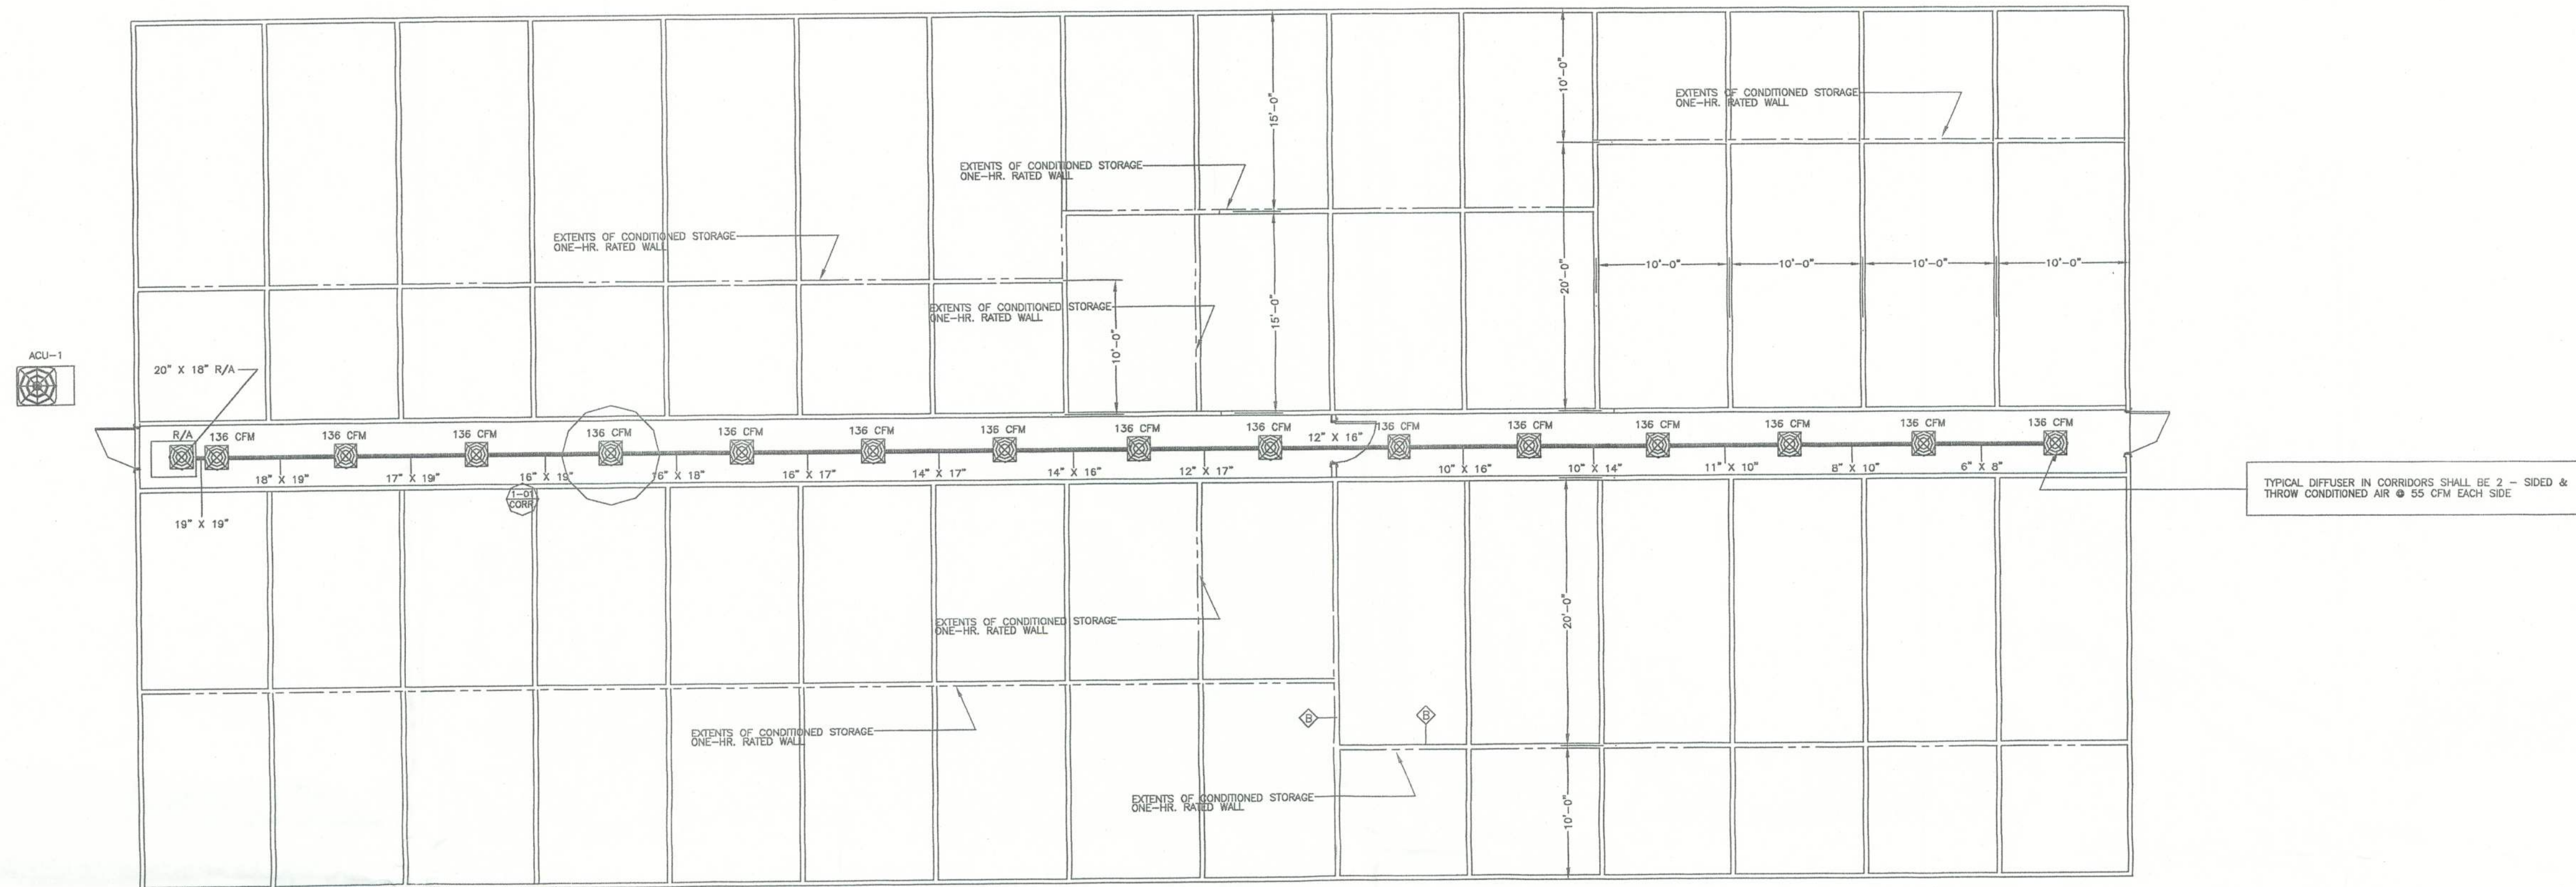 10'-0"
EXTENTS OF CONDITIONED STORAGE
ONE-HR. RATED WALL
15'-0"
EXTENTS OF CONDITIONED STORAGE
ONE-HR. RATED WALL
EXTENTS OF CONDITIONED STORAGE
ONE-HR. RATED WALL
10'-0"
10'-0"
10'-0"
10'-0"
20'-0"
EXTENTS OF CONDITIONED STORAGE
ONE-HR. RATED WALL
15'-0"
10'-0"
ACU-1
20" X 18" R/A
R/A
136 CFM
136 CFM
136 CFM
136 CFM
136 CFM
136 CFM
136 CFM
136 CFM
136 CFM
12" X 16"
136 CFM
136 CFM
136 CFM
136 CFM
136 CFM
136 CFM
18" X 19"
17" X 19"
16" X 19"
6" X 18"
16" X 17"
14" X 17"
14" X 16"
12" X 17"
10" X 16"
10" X 14"
11" X 10"
8" X 10"
6" X 8"
1-01
CORR
19" X 19"
TYPICAL DIFFUSER IN CORRIDORS SHALL BE 2 - SIDED &
THROW CONDITIONED AIR @ 55 CFM EACH SIDE
20'-0"
EXTENTS OF CONDITIONED STORAGE
ONE-HR. RATED WALL
B
B
EXTENTS OF CONDITIONED STORAGE
ONE-HR. RATED WALL
EXTENTS OF CONDITIONED STORAGE
ONE-HR. RATED WALL
10'-0"